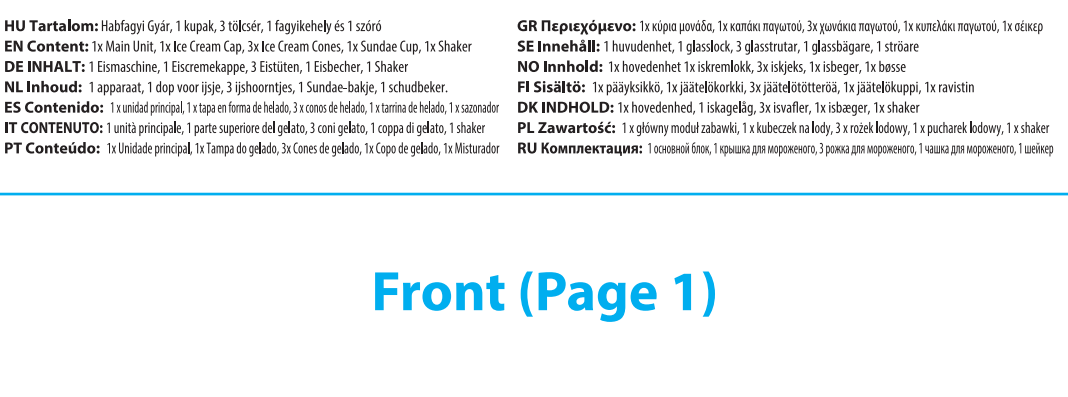 HU Tartalom: Habfagyi Gyár, 1 kupak, 3 tölcsér, 1 fagyikehely és 1 szóró
EN Content: 1x Main Unit, 1x Ice Cream Cap, 3x Ice Cream Cones, 1x Sundae Cup, 1x Shaker
DE INHALT: 1 Eismaschine, 1 Eiscremekappe, 3 Eistüten, 1 Eisbecher, 1 Shaker
NL Inhoud: 1 apparaat, 1 dop voor ijsje, 3 ijshoorntjes, 1 Sundae-bakje, 1 schudbeker.
ES Contenido: 1 x unidad principal, 1 x tapa en forma de helado, 3 x conos de helado, 1 x tarrina de helado, 1 x sazonador
IT CONTENUTO: 1 unità principale, 1 parte superiore del gelato, 3 coni gelato, 1 coppa di gelato, 1 shaker
PT Conteúdo: 1x Unidade principal, 1x Tampa do gelado, 3x Cones de gelado, 1x Copo de gelado, 1x Misturador
GR Περιεχόμενο: 1x κύρια μονάδα, 1x καπάκι παγωτού, 3x χωνάκια παγωτού, 1x κυπελάκι παγωτού, 1x σέικερ
SE Innehåll: 1 huvudenhet, 1 glasslock, 3 glasstrutar, 1 glassbägare, 1 ströare
NO Innhold: 1x hovedenhet 1x iskremlokk, 3x iskjeks, 1x isbeger, 1x bøsse
FI Sisältö: 1x pääyksikkö, 1x jäätelökorkki, 3x jäätelötötteröä, 1x jäätelökuppi, 1x ravistin
DK INDHOLD: 1x hovedenhed, 1 iskagelåg, 3x isvafler, 1x isbæger, 1x shaker
PL Zawartość: 1 x główny moduł zabawki, 1 x kubeczek na lody, 3 x rożek lodowy, 1 x pucharek lodowy, 1 x shaker
RU Комплектация: 1 основной блок, 1 крышка для мороженого, 3 рожка для мороженого, 1 чашка для мороженого, 1 шейкер
Front (Page 1)